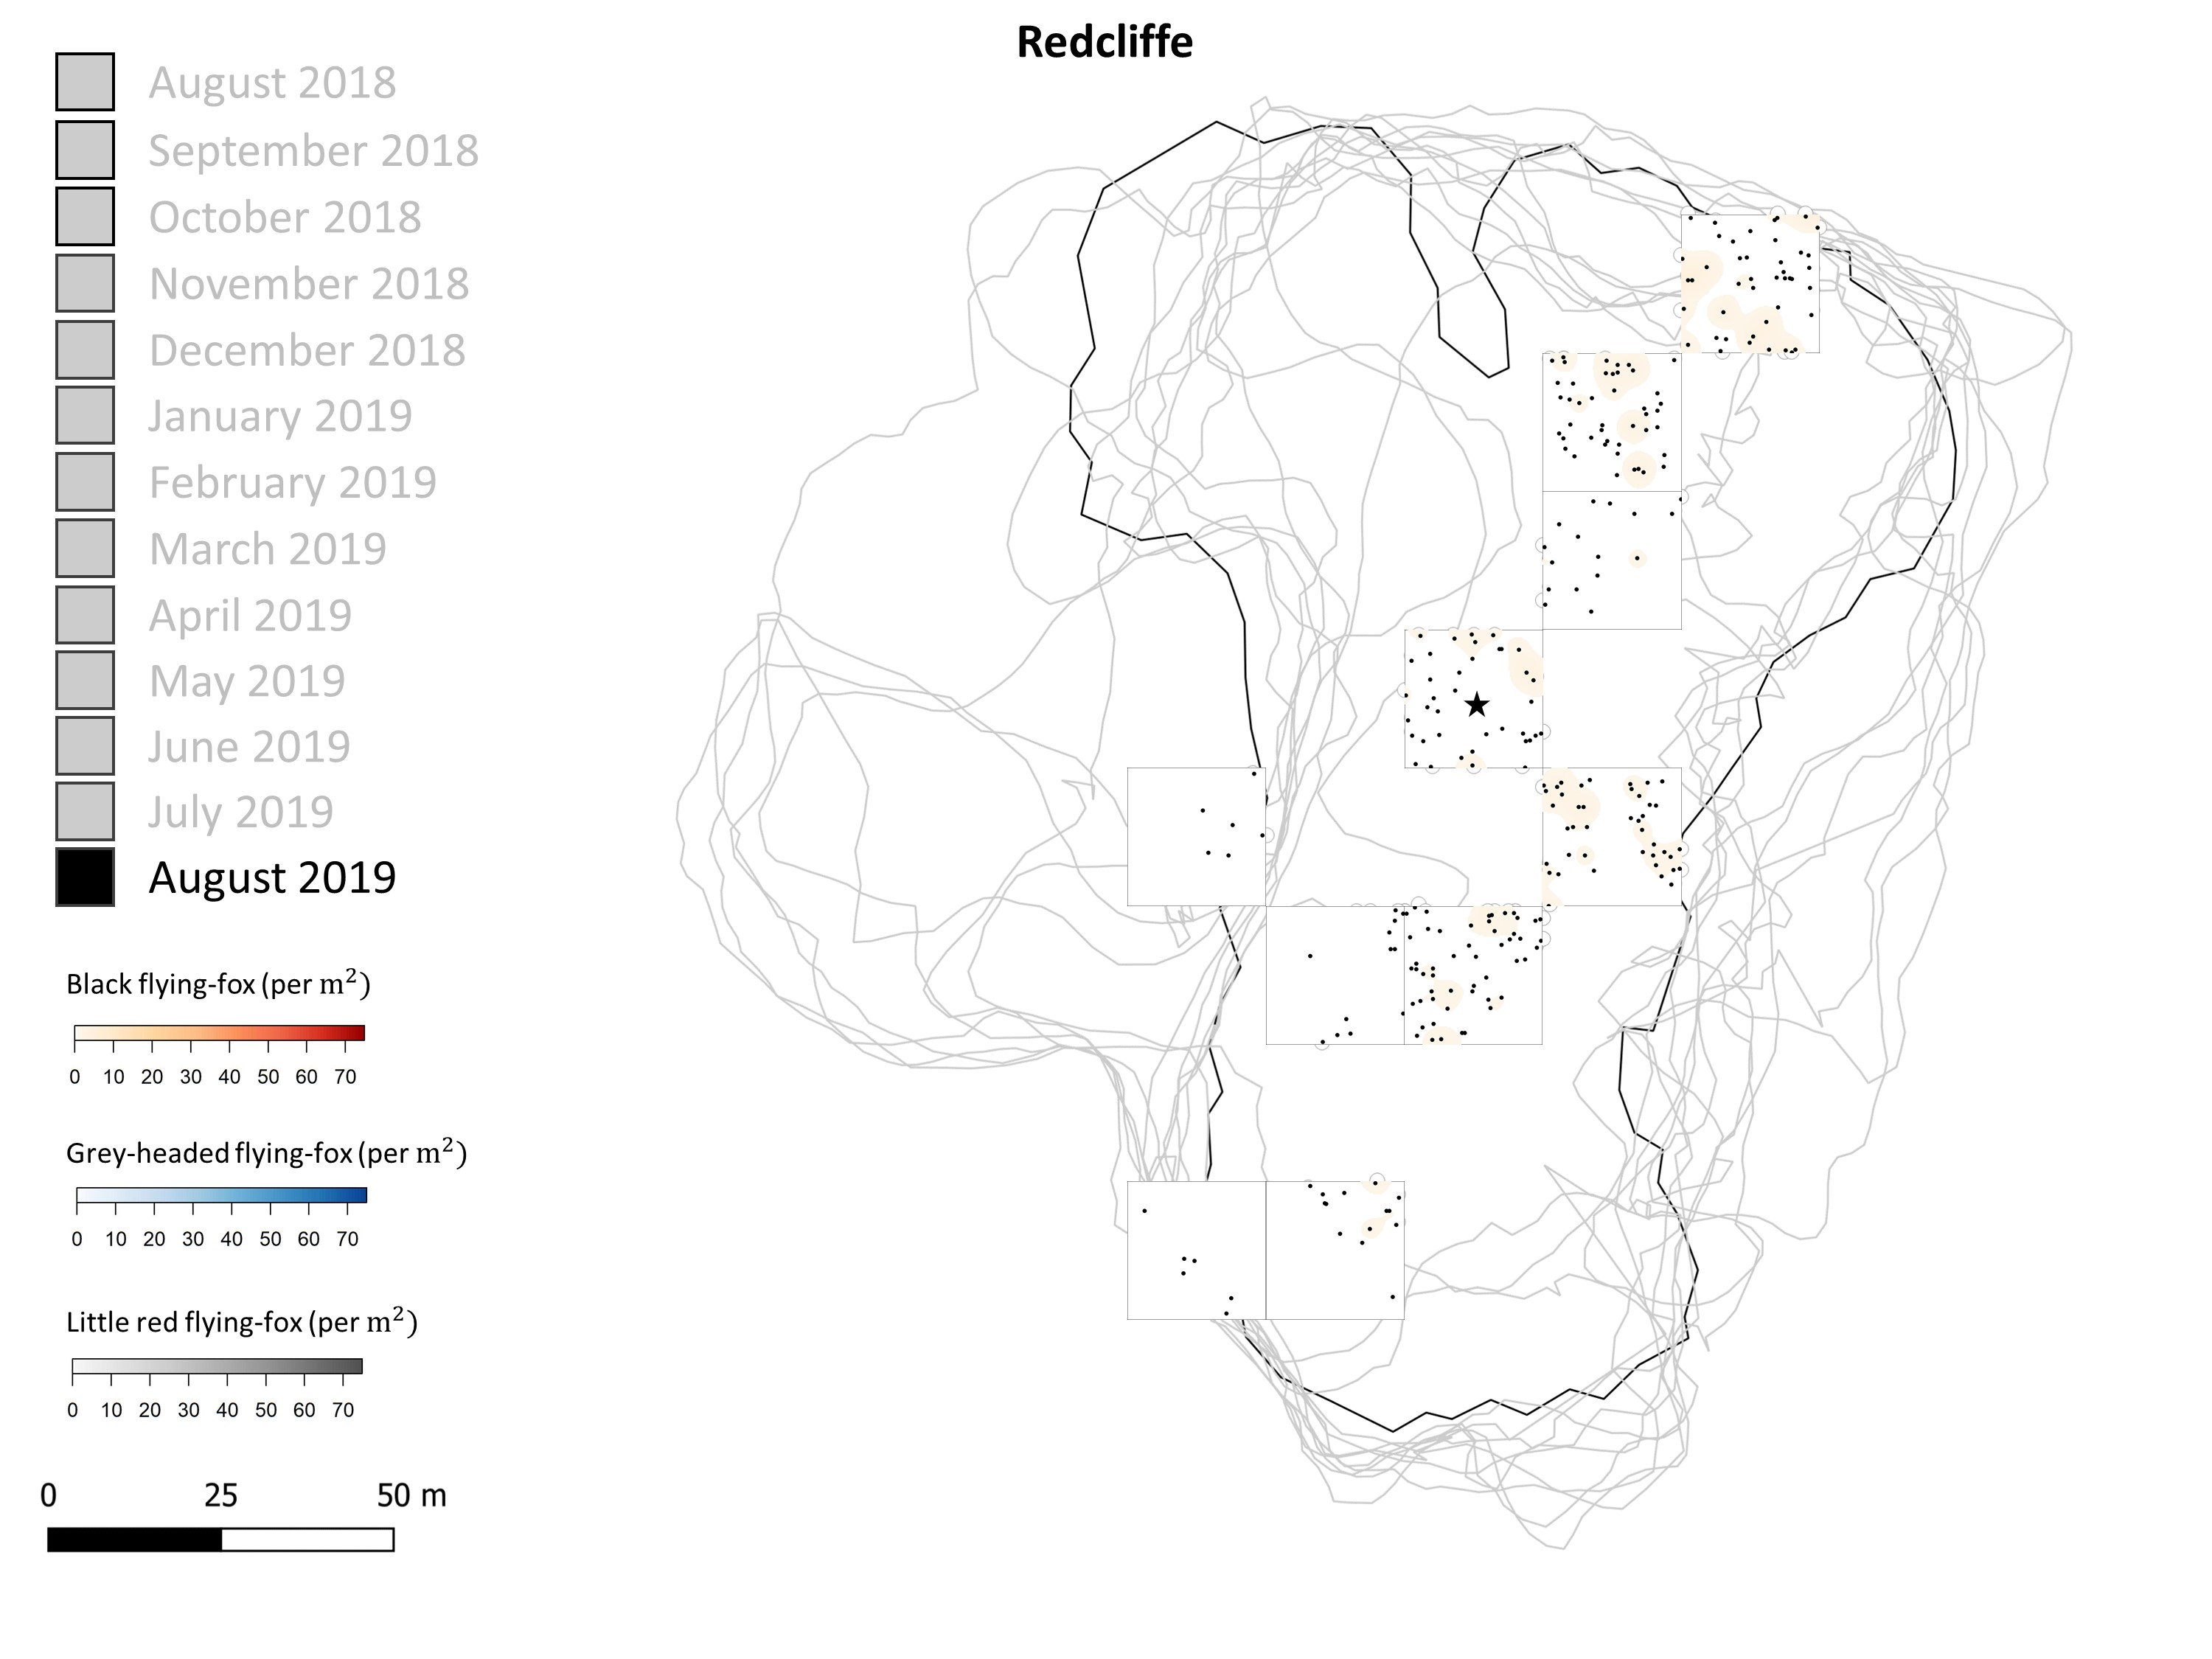 Redcliffe
August 2018
September 2018
October 2018
November 2018
December 2018
January 2019
February 2019
March 2019
April 2019
May 2019
June 2019
July 2019
August 2019
Black flying-fox (per m²)
0 10 20 30 40 50 60 70
Grey-headed flying-fox (per m²)
0 10 20 30 40 50 60 70
Little red flying-fox (per m²)
0 10 20 30 40 50 60 70
0 25 50 m